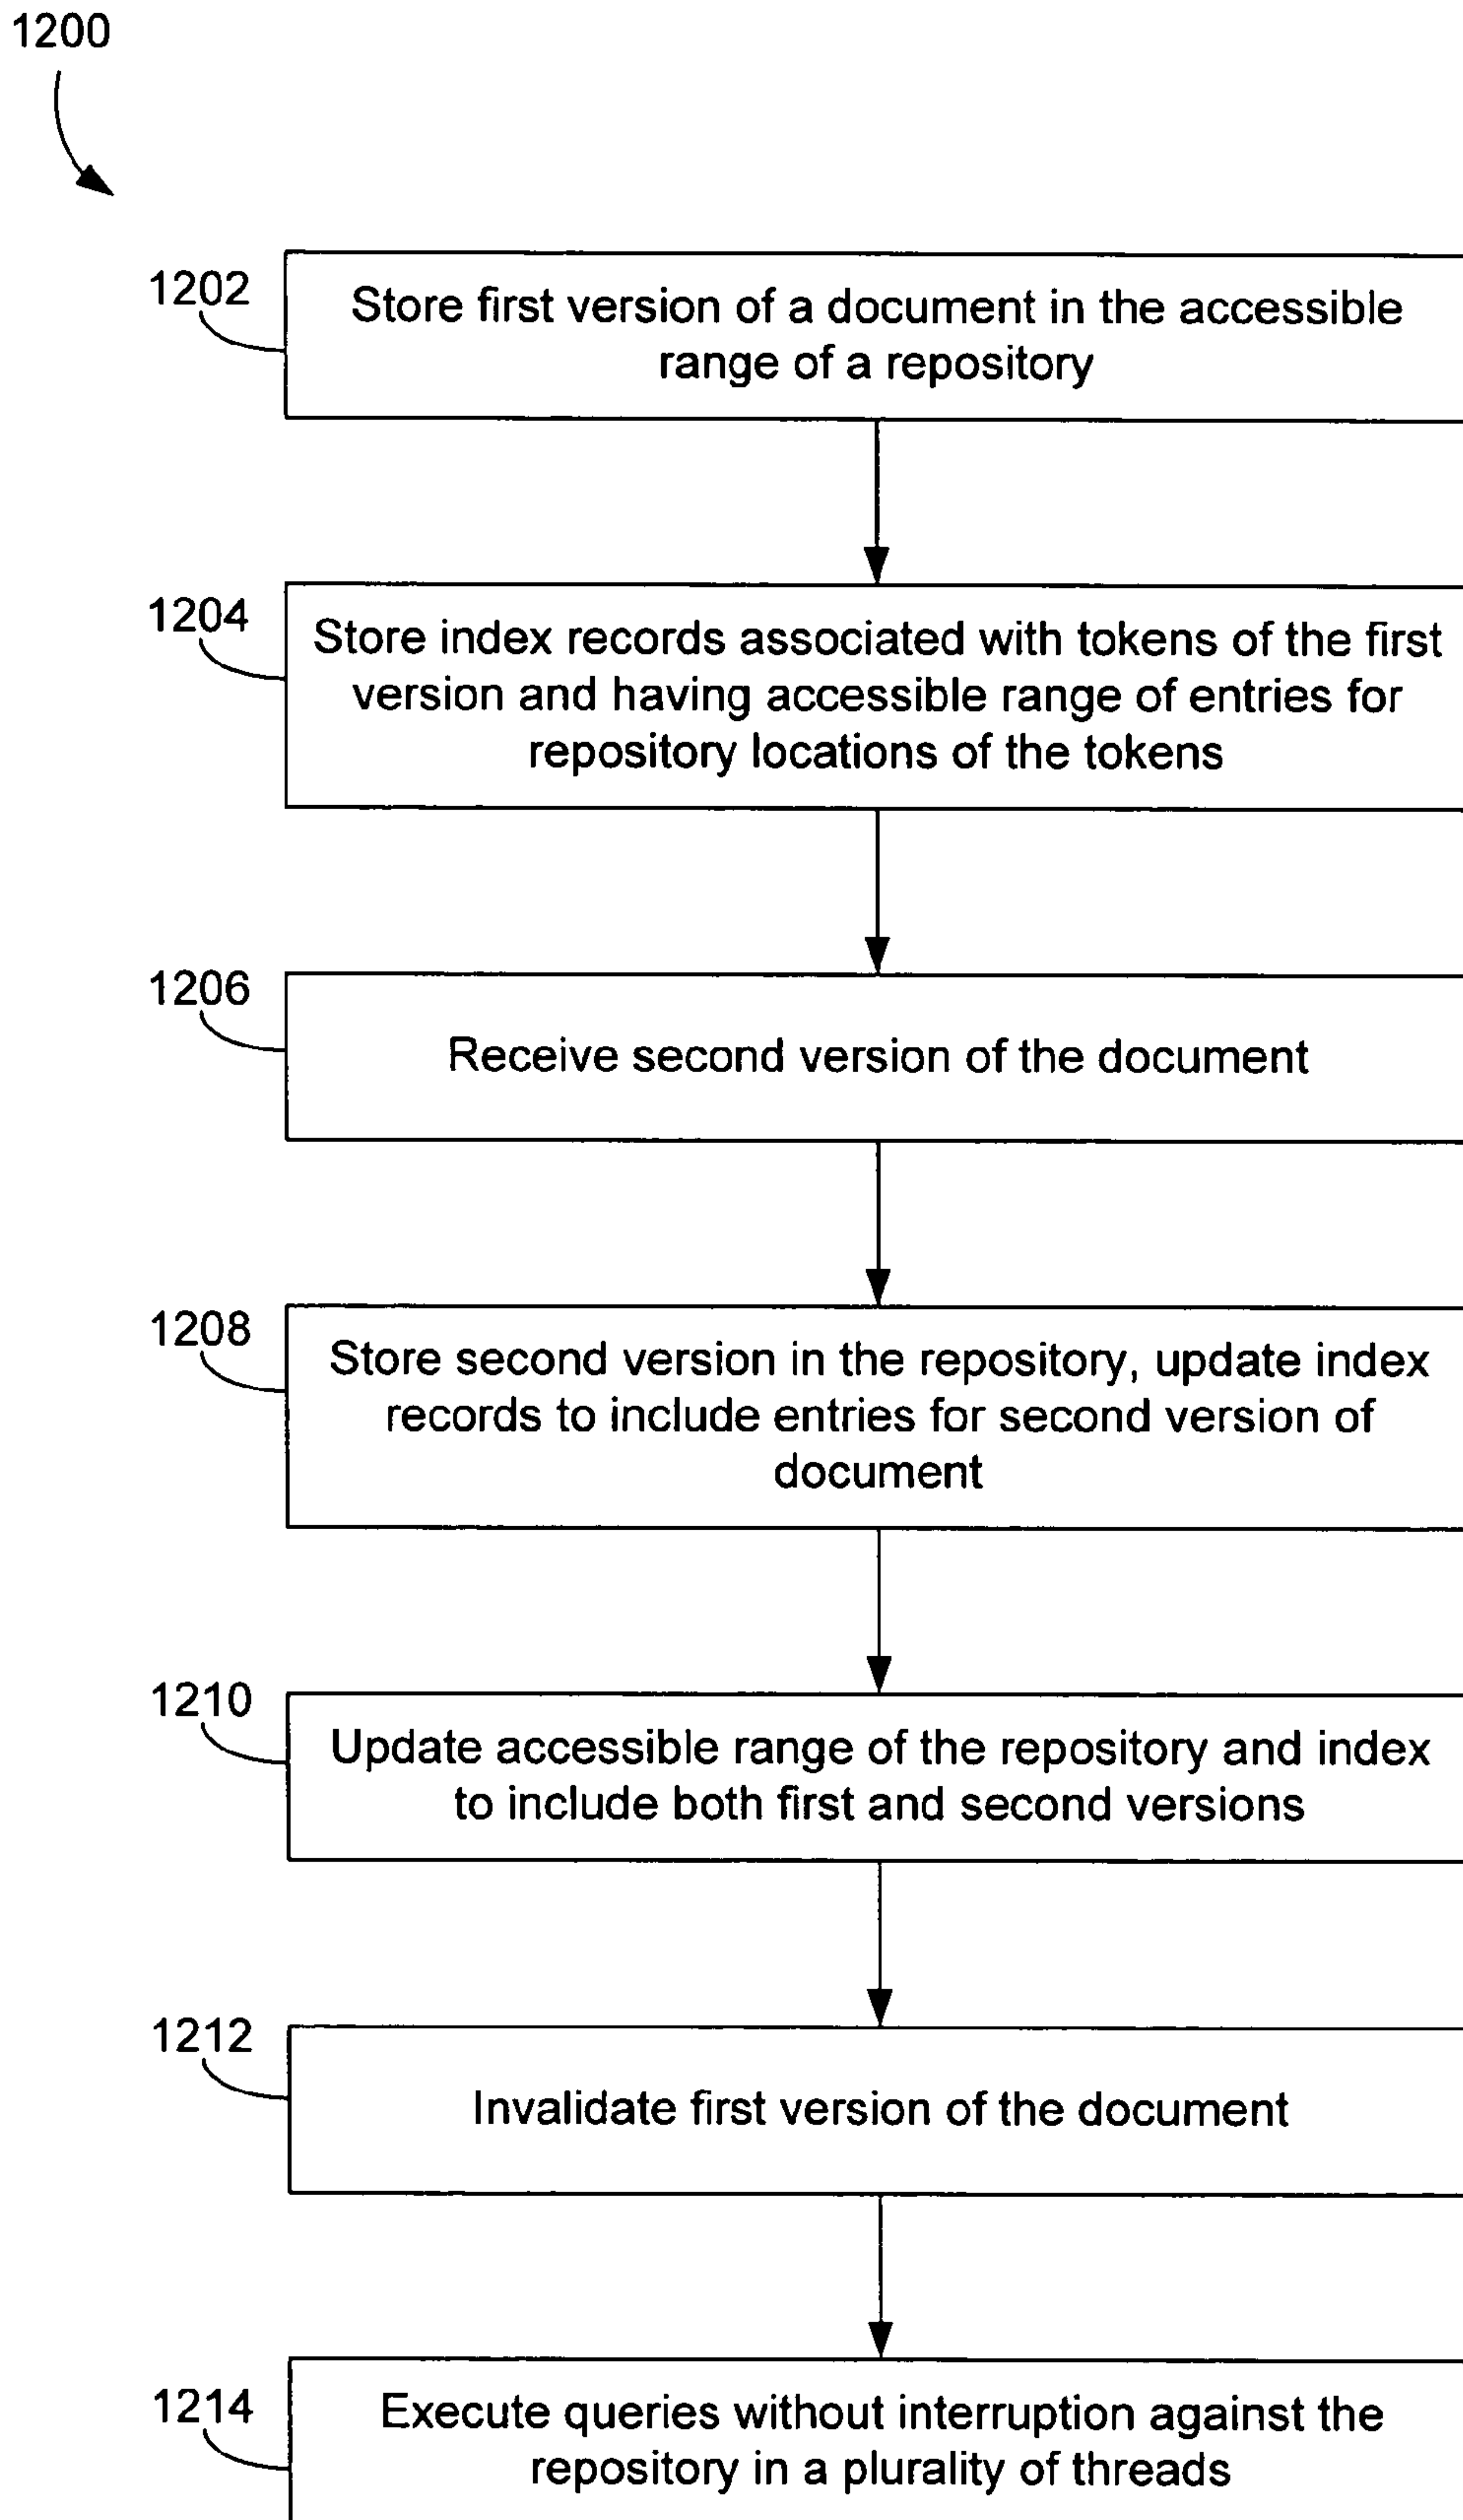 1200
1202
Store first version of a document in the accessible
range of a repository
1204
Store index records associated with tokens of the first
version and having accessible range of entries for
repository locations of the tokens
1206
Receive second version of the document
1208
Store second version in the repository, update index
records to include entries for second version of
document
1210
Update accessible range of the repository and index
to include both first and second versions
1212
Invalidate first version of the document
1214
Execute queries without interruption against the
repository in a plurality of threads